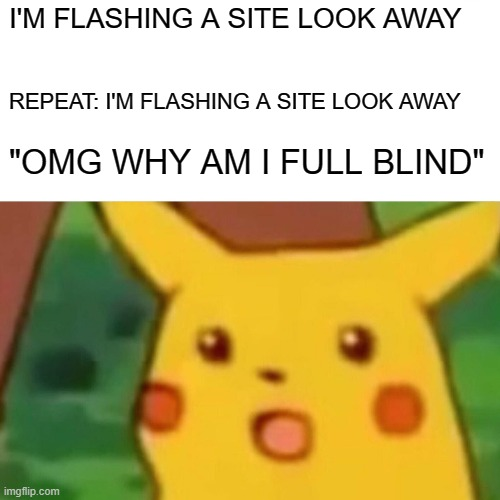 I'M FLASHING A SITE LOOK AWAY
REPEAT: I'M FLASHING A SITE LOOK AWAY
"OMG WHY AM I FULL BLIND"
imgflip.com